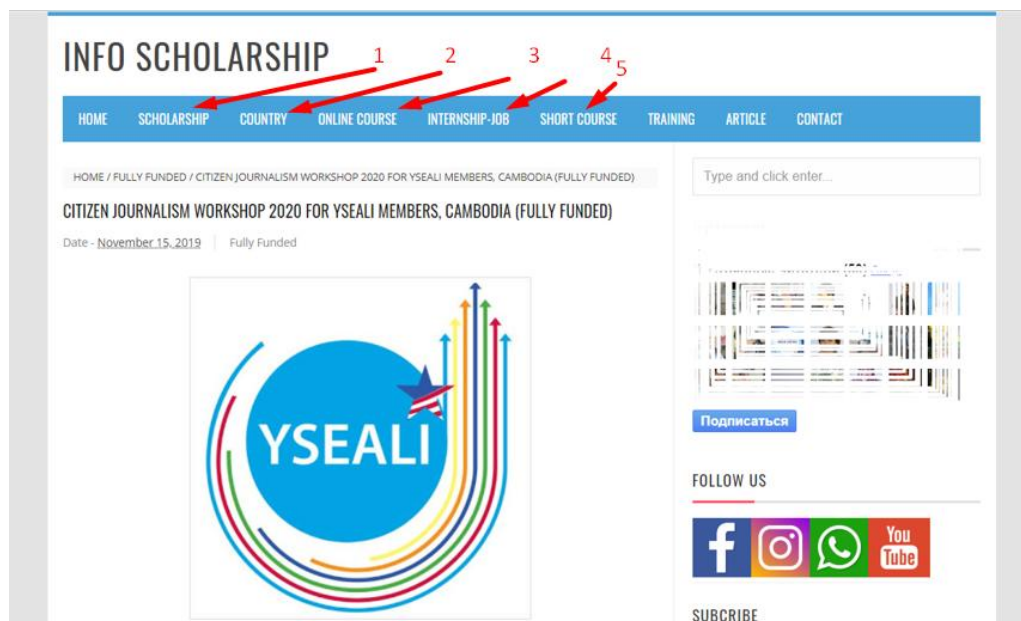 INFO SCHOLARSHIP
1 2 3 4 5
HOME SCHOLARSHIP COUNTRY ONLINE COURSE INTERNSHIP-JOB SHORT COURSE TRAINING ARTICLE CONTACT
HOME / FULLY FUNDED / CITIZEN JOURNALISM WORKSHOP 2020 FOR YSEALI MEMBERS, CAMBODIA (FULLY FUNDED)
CITIZEN JOURNALISM WORKSHOP 2020 FOR YSEALI MEMBERS, CAMBODIA (FULLY FUNDED)
Date - November 15, 2019 Fully Funded
YSEALI
Type and click enter...
Подписаться
FOLLOW US
You
Tube
SUBCRIBE